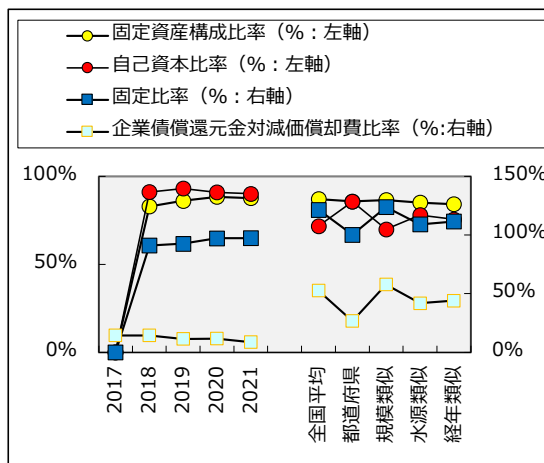 固定資産構成比率（%：左軸）
自己資本比率（%：左軸）
固定比率（%：右軸）
企業債償還元金対減価償却費比率（%:右軸）
100%
150%
100%
50%
50%
0%
0%
2017
2018
2019
2020
2021
全国平均
都道府県
規模類似
水源類似
経年類似